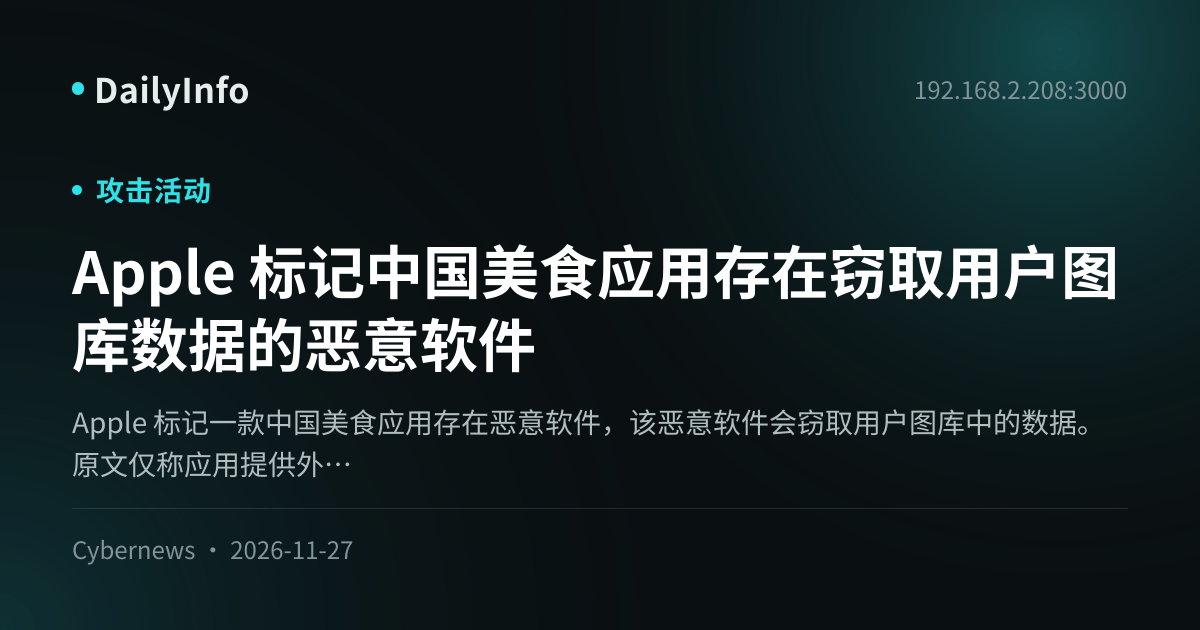 DailyInfo
192.168.2.208:3000
攻击活动
Apple 标记中国美食应用存在窃取用户图
库数据的恶意软件
Apple 标记一款中国美食应用存在恶意软件，该恶意软件会窃取用户图库中的数据。
原文仅称应用提供外…
Cybernews · 2026-11-27